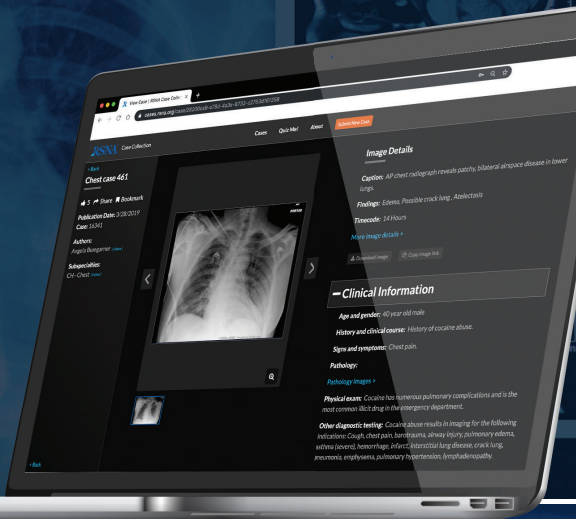 View Case | RSNA Case Collec
cases.rsna.org/case/
RSNA Case Collection
Cases Quiz Me! About Submit New Case
< Back
Chest case 461
5 Share Bookmark
Publication Date: 3/28/2019
Case: 16341
Authors:
Angela Bumgarner (Follow)
Subspecialties:
CH - Chest (Follow)
PORTABLE
Image Details
Caption: AP chest radiograph reveals patchy, bilateral airspace disease in lower
lungs.
Findings: Edema, Possible crack lung, Atelectosis
Timecode: 14 Hours
More image details >
Download image Copy image link
Clinical Information
Age and gender: 40 year old male
History and clinical course: History of cocaine abuse.
Signs and symptoms: Chest pain.
Pathology:
Pathology images >
Physical exam: Cocaine has numerous pulmonary complications and is the
most common illicit drug in the emergency department.
Other diagnostic testing: Cocaine abuse results in imaging for the following
indications: Cough, chest pain, barotrauma, airway injury, pulmonary edema,
asthma (severe), hemorrhage, infarct, interstitial lung disease, crack lung,
pneumonia, emphysema, pulmonary hypertension, lymphadenopathy.
< Back